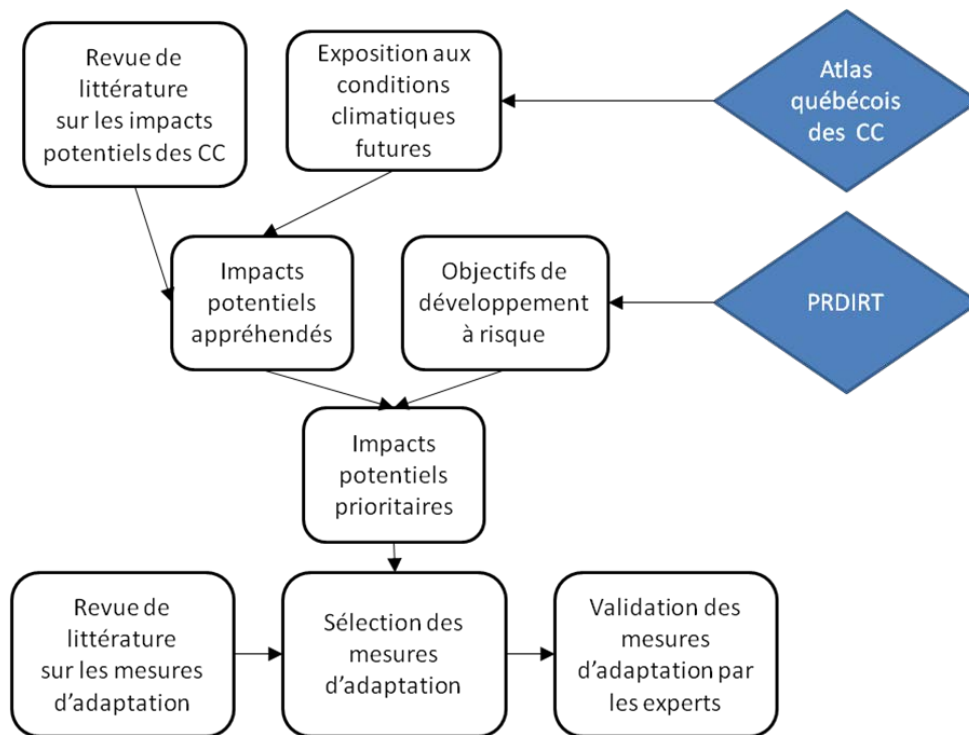 Revue de
littérature
sur les impacts
potentiels des CC
Exposition aux
conditions
climatiques
futures
Atlas
québécois
des CC
Impacts
potentiels
appréhendés
Objectifs de
développement
à risque
PRDIRT
Impacts
potentiels
prioritaires
Revue de
littérature
sur les mesures
d’adaptation
Sélection des
mesures
d’adaptation
Validation des
mesures
d’adaptation par
les experts